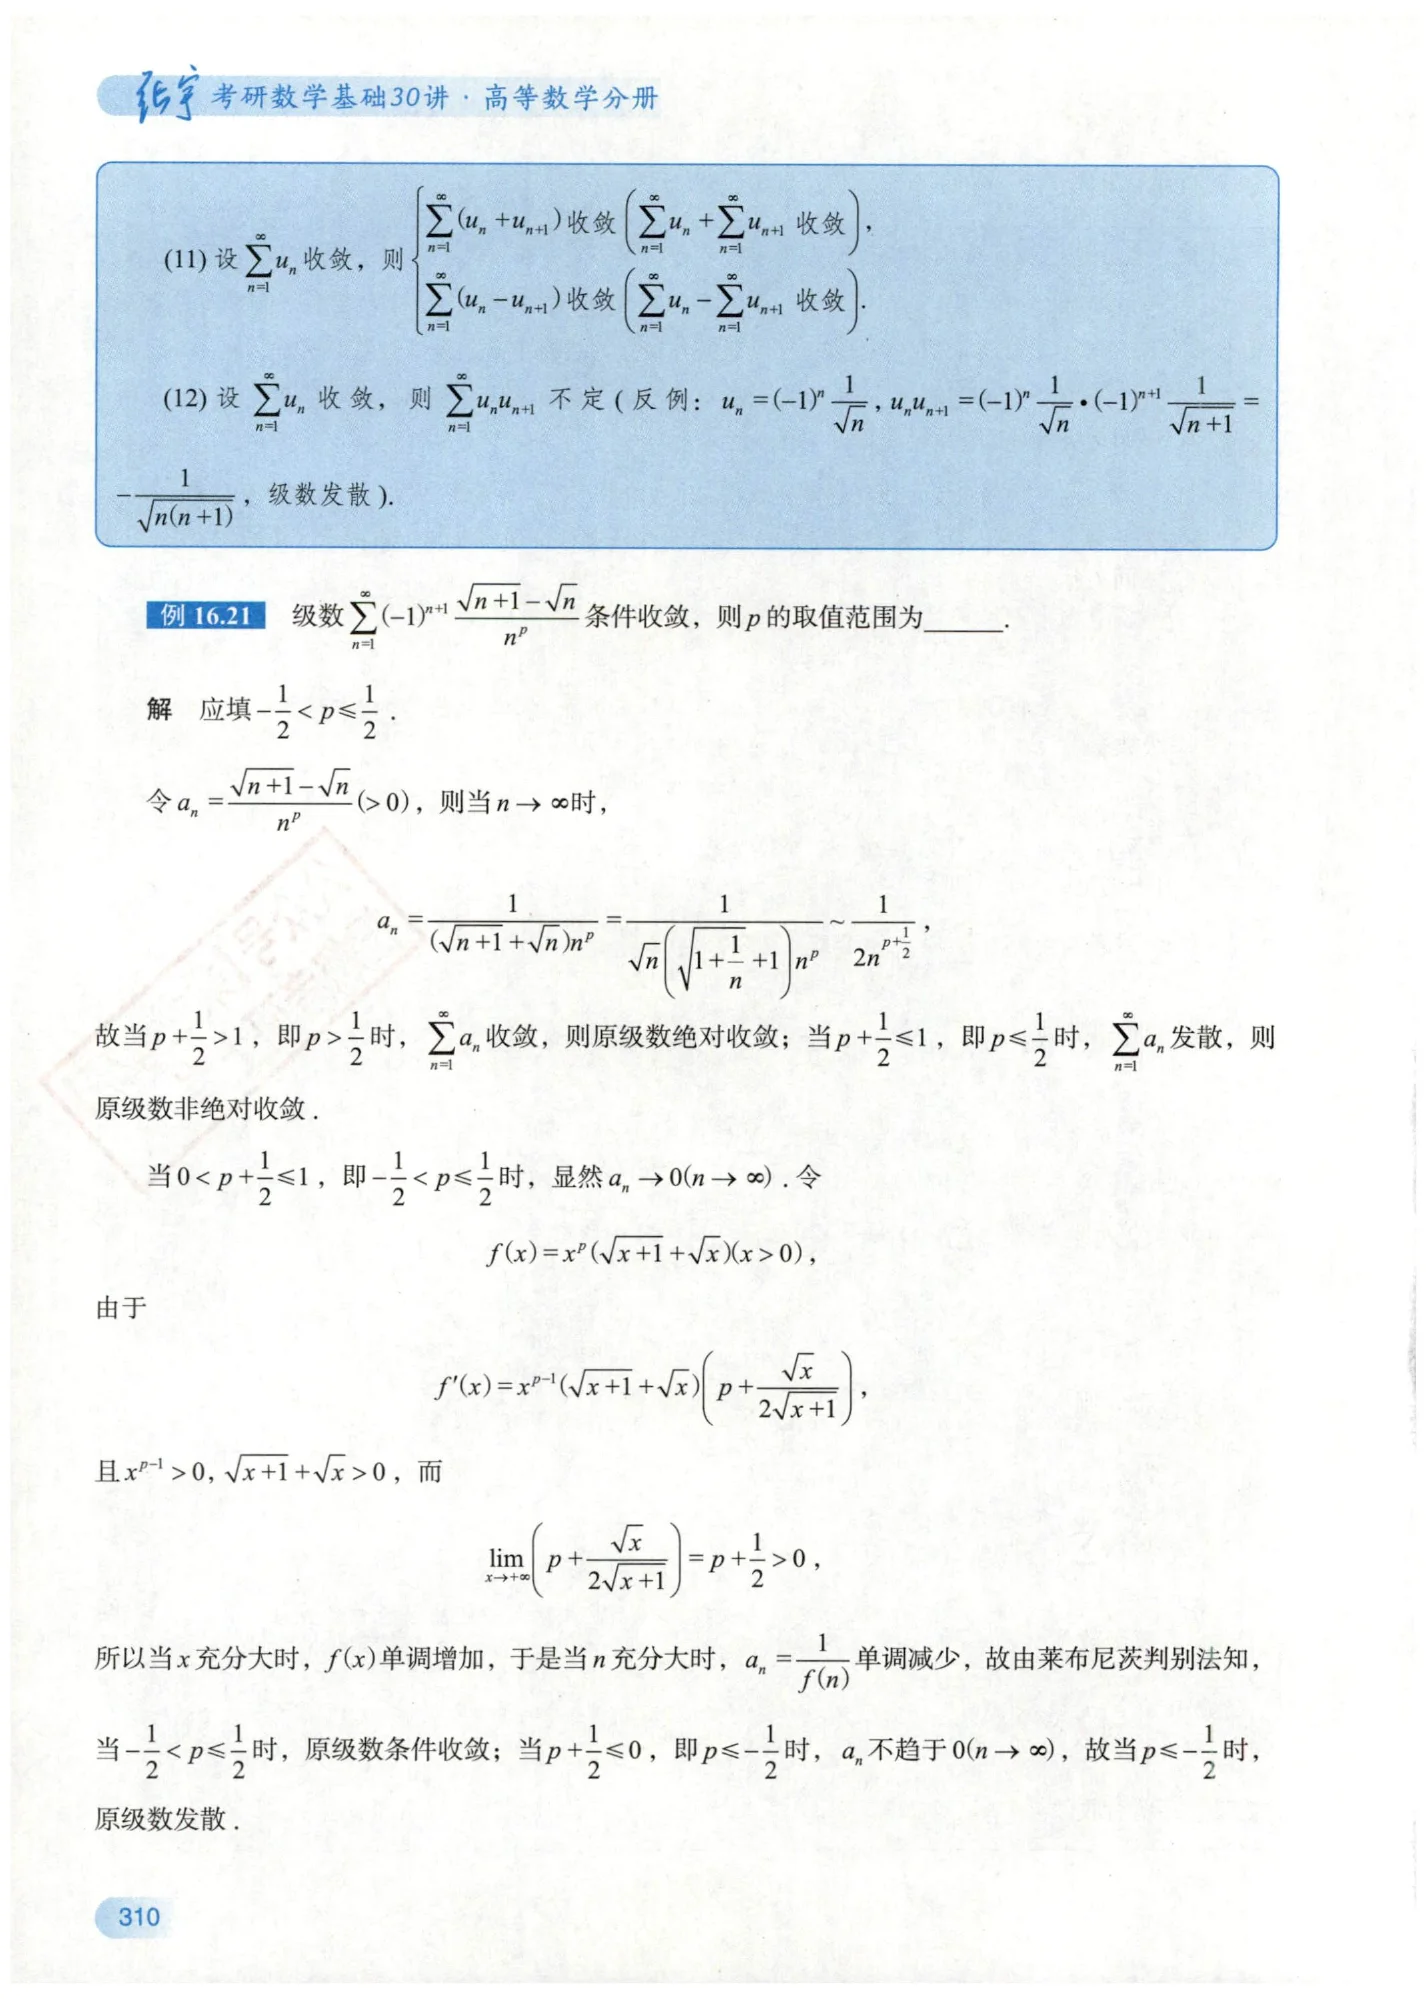 张宇 考研数学基础30讲·高等数学分册
(11) 设 $\sum_{n=1}^{\infty} u_n$ 收敛，则 $\begin{cases} \sum_{n=1}^{\infty}(u_n+u_{n+1})收敛\left(\sum_{n=1}^{\infty}u_n+\sum_{n=1}^{\infty}u_{n+1} 收敛\right), \\ \sum_{n=1}^{\infty}(u_n-u_{n+1})收敛\left(\sum_{n=1}^{\infty}u_n-\sum_{n=1}^{\infty}u_{n+1} 收敛\right). \end{cases}$
(12) 设 $\sum_{n=1}^{\infty} u_n$ 收敛，则 $\sum_{n=1}^{\infty} u_n u_{n+1}$ 不定 (反例: $u_n=(-1)^n\frac{1}{\sqrt{n}}, u_n u_{n+1}=(-1)^n\frac{1}{\sqrt{n}}\cdot(-1)^{n+1}\frac{1}{\sqrt{n+1}}=$
$-\frac{1}{\sqrt{n(n+1)}}$，级数发散).
例 16.21 级数 $\sum_{n=1}^{\infty}(-1)^{n+1}\frac{\sqrt{n+1}-\sqrt{n}}{n^p}$ 条件收敛，则 $p$ 的取值范围为______.
解 应填 $-\frac{1}{2}<p\leqslant\frac{1}{2}$.
令 $a_n=\frac{\sqrt{n+1}-\sqrt{n}}{n^p}(>0)$，则当 $n\to\infty$ 时，
$a_n=\frac{1}{(\sqrt{n+1}+\sqrt{n})n^p}=\frac{1}{\sqrt{n}\left(\sqrt{1+\frac{1}{n}}+1\right)n^p}\sim\frac{1}{2n^{p+\frac{1}{2}}}$，
故当 $p+\frac{1}{2}>1$，即 $p>\frac{1}{2}$ 时，$\sum_{n=1}^{\infty}a_n$ 收敛，则原级数绝对收敛；当 $p+\frac{1}{2}\leqslant1$，即 $p\leqslant\frac{1}{2}$ 时，$\sum_{n=1}^{\infty}a_n$ 发散，则
原级数非绝对收敛.
当 $0<p+\frac{1}{2}\leqslant1$，即 $-\frac{1}{2}<p\leqslant\frac{1}{2}$ 时，显然 $a_n\to0(n\to\infty)$. 令
$f(x)=x^p(\sqrt{x+1}+\sqrt{x})(x>0)$，
由于
$f'(x)=x^{p-1}(\sqrt{x+1}+\sqrt{x})\left(p+\frac{\sqrt{x}}{2\sqrt{x+1}}\right)$，
且 $x^{p-1}>0,\sqrt{x+1}+\sqrt{x}>0$，而
$\lim_{x\to+\infty}\left(p+\frac{\sqrt{x}}{2\sqrt{x+1}}\right)=p+\frac{1}{2}>0$，
所以当 $x$ 充分大时，$f(x)$ 单调增加，于是当 $n$ 充分大时，$a_n=\frac{1}{f(n)}$ 单调减少，故由莱布尼茨判别法知，
当 $-\frac{1}{2}<p\leqslant\frac{1}{2}$ 时，原级数条件收敛；当 $p+\frac{1}{2}\leqslant0$，即 $p\leqslant-\frac{1}{2}$ 时，$a_n$ 不趋于 $0(n\to\infty)$，故当 $p\leqslant-\frac{1}{2}$ 时，
原级数发散.
310